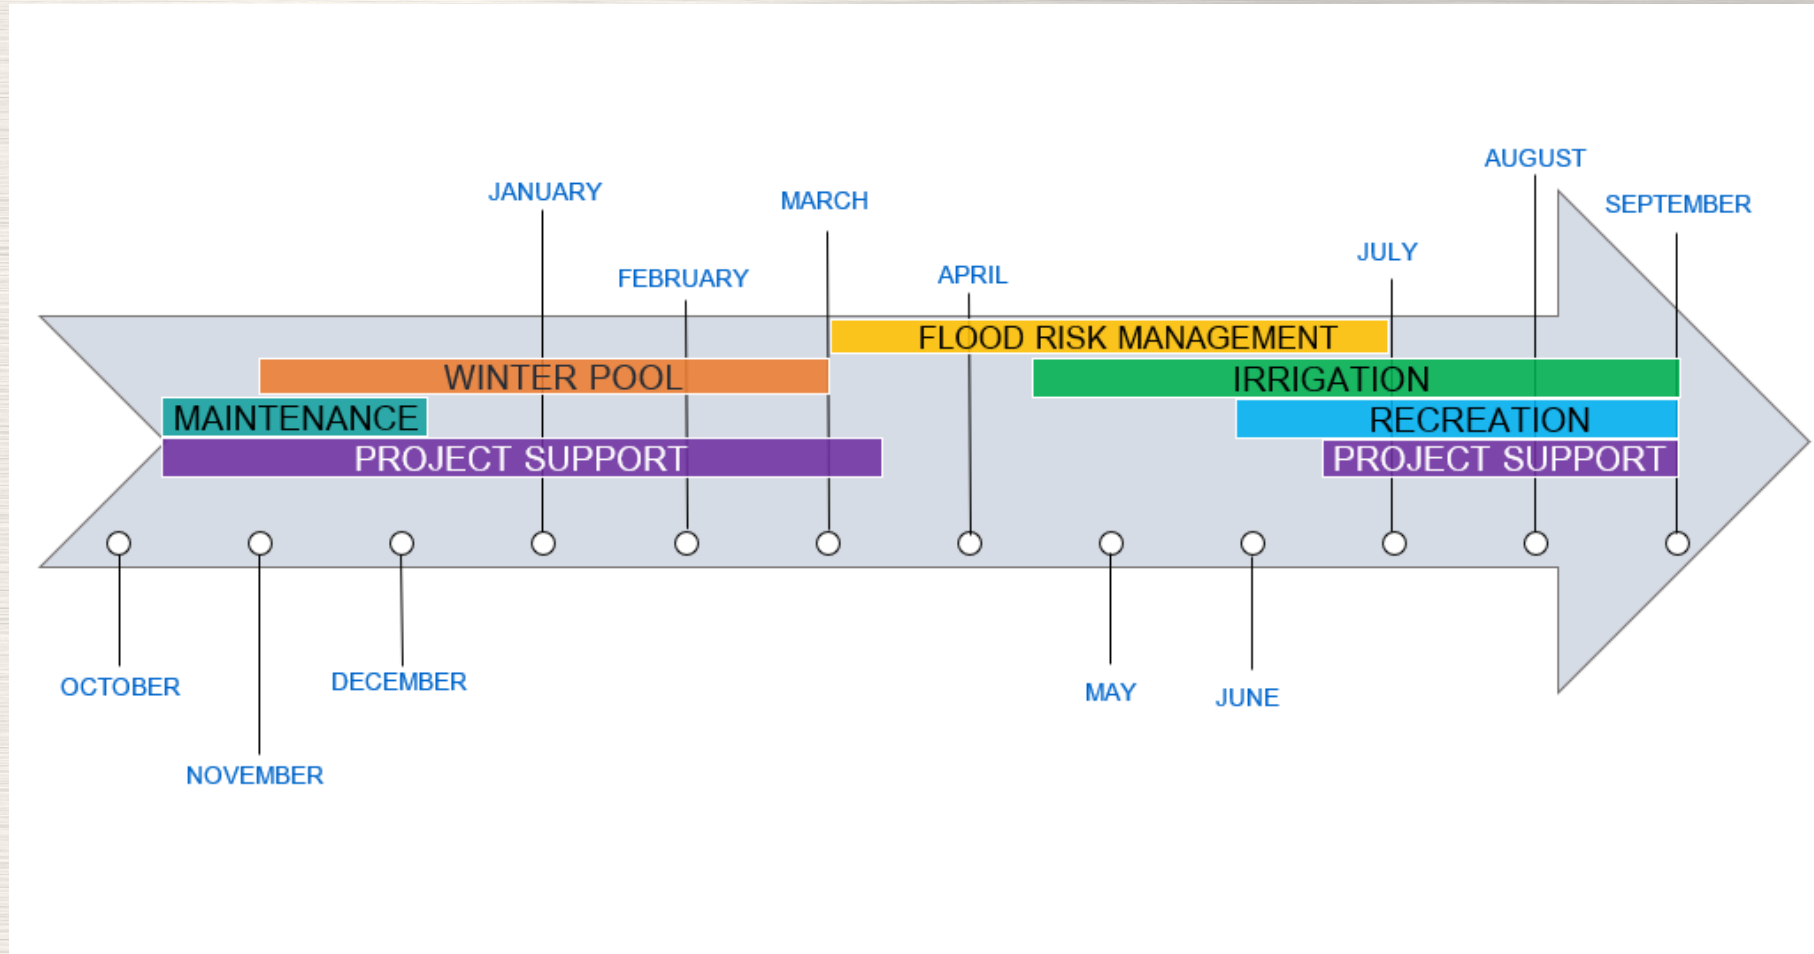 AUGUST
JANUARY
MARCH
SEPTEMBER
JULY
FEBRUARY
APRIL
FLOOD RISK MANAGEMENT
WINTER POOL
IRRIGATION
MAINTENANCE
RECREATION
PROJECT SUPPORT
PROJECT SUPPORT
OCTOBER
DECEMBER
MAY
JUNE
NOVEMBER